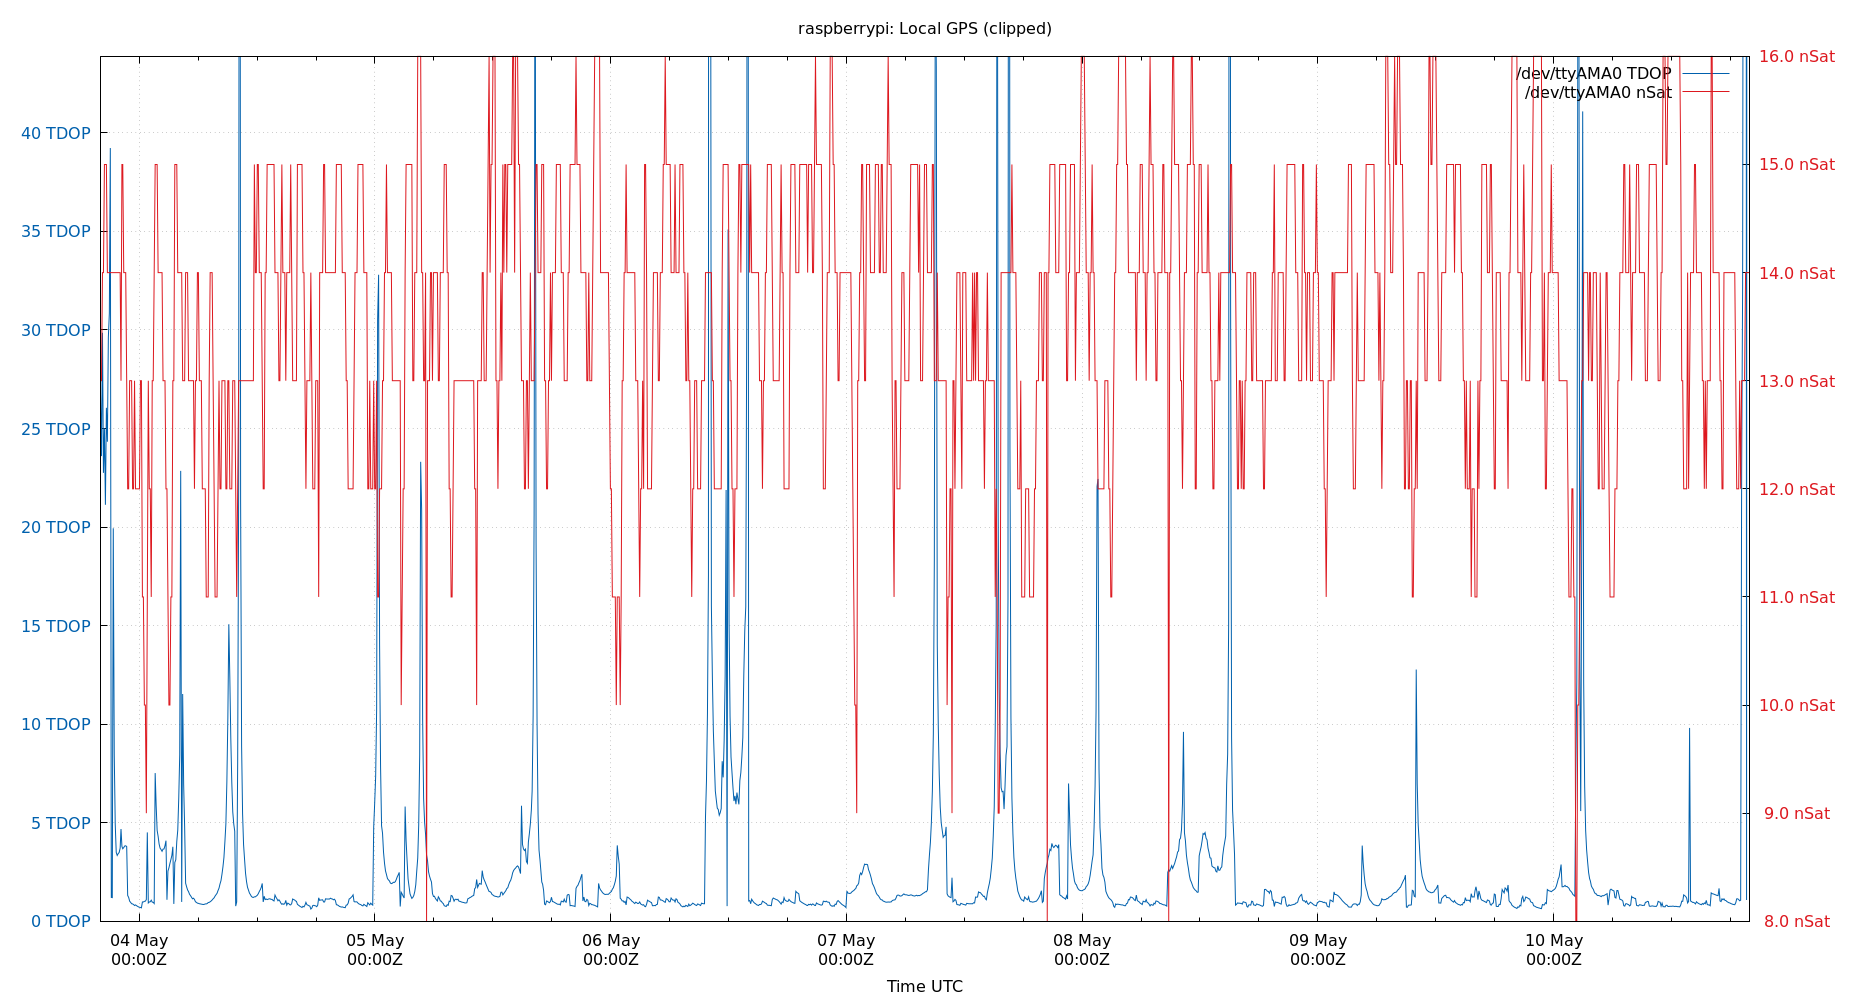 raspberrypi: Local GPS (clipped)
/dev/ttyAMA0 TDOP
/dev/ttyAMA0 nSat
40 TDOP
35 TDOP
30 TDOP
25 TDOP
20 TDOP
15 TDOP
10 TDOP
5 TDOP
0 TDOP
16.0 nSat
15.0 nSat
14.0 nSat
13.0 nSat
12.0 nSat
11.0 nSat
10.0 nSat
9.0 nSat
8.0 nSat
04 May
00:00Z
05 May
00:00Z
06 May
00:00Z
07 May
00:00Z
08 May
00:00Z
09 May
00:00Z
10 May
00:00Z
Time UTC